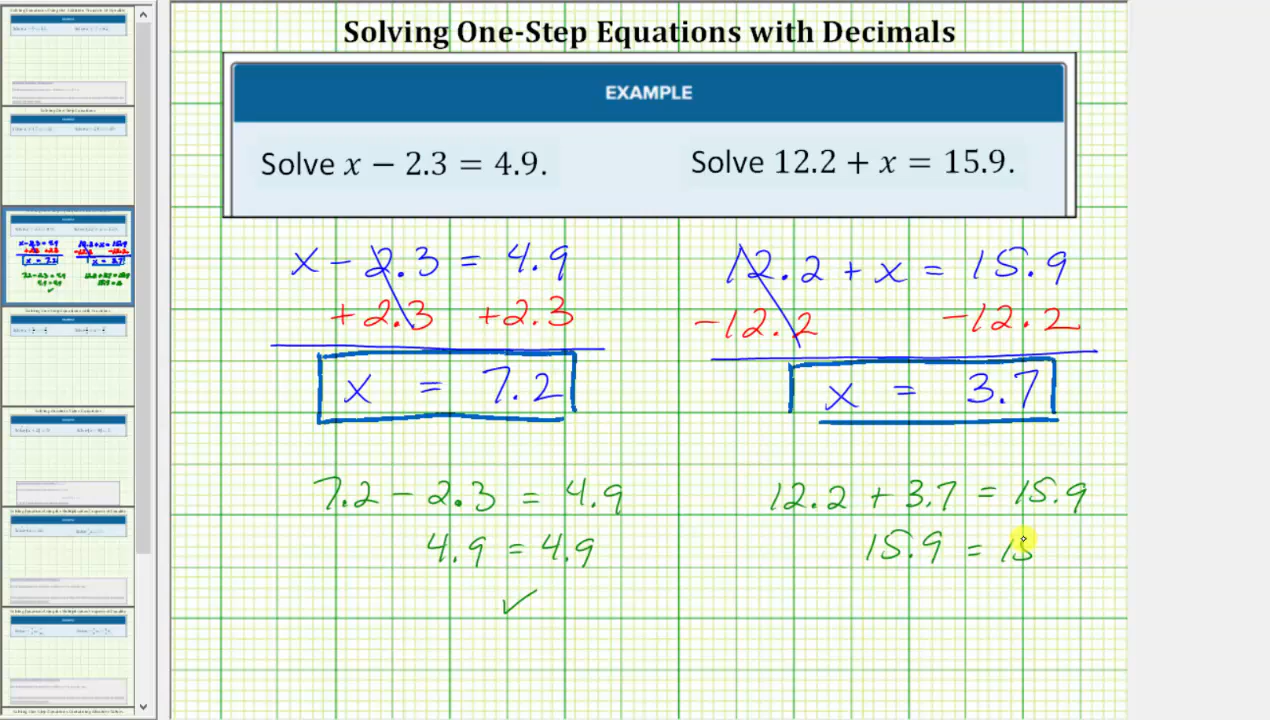 Solving One-Step Equations with Decimals
EXAMPLE
Solve x − 2.3 = 4.9.
Solve 12.2 + x = 15.9.
x − 2.3 = 4.9
+2.3 +2.3
x = 7.2
7.2 − 2.3 = 4.9
4.9 = 4.9
✓
12.2 + x = 15.9
−12.2 −12.2
x = 3.7
12.2 + 3.7 = 15.9
15.9 = 15